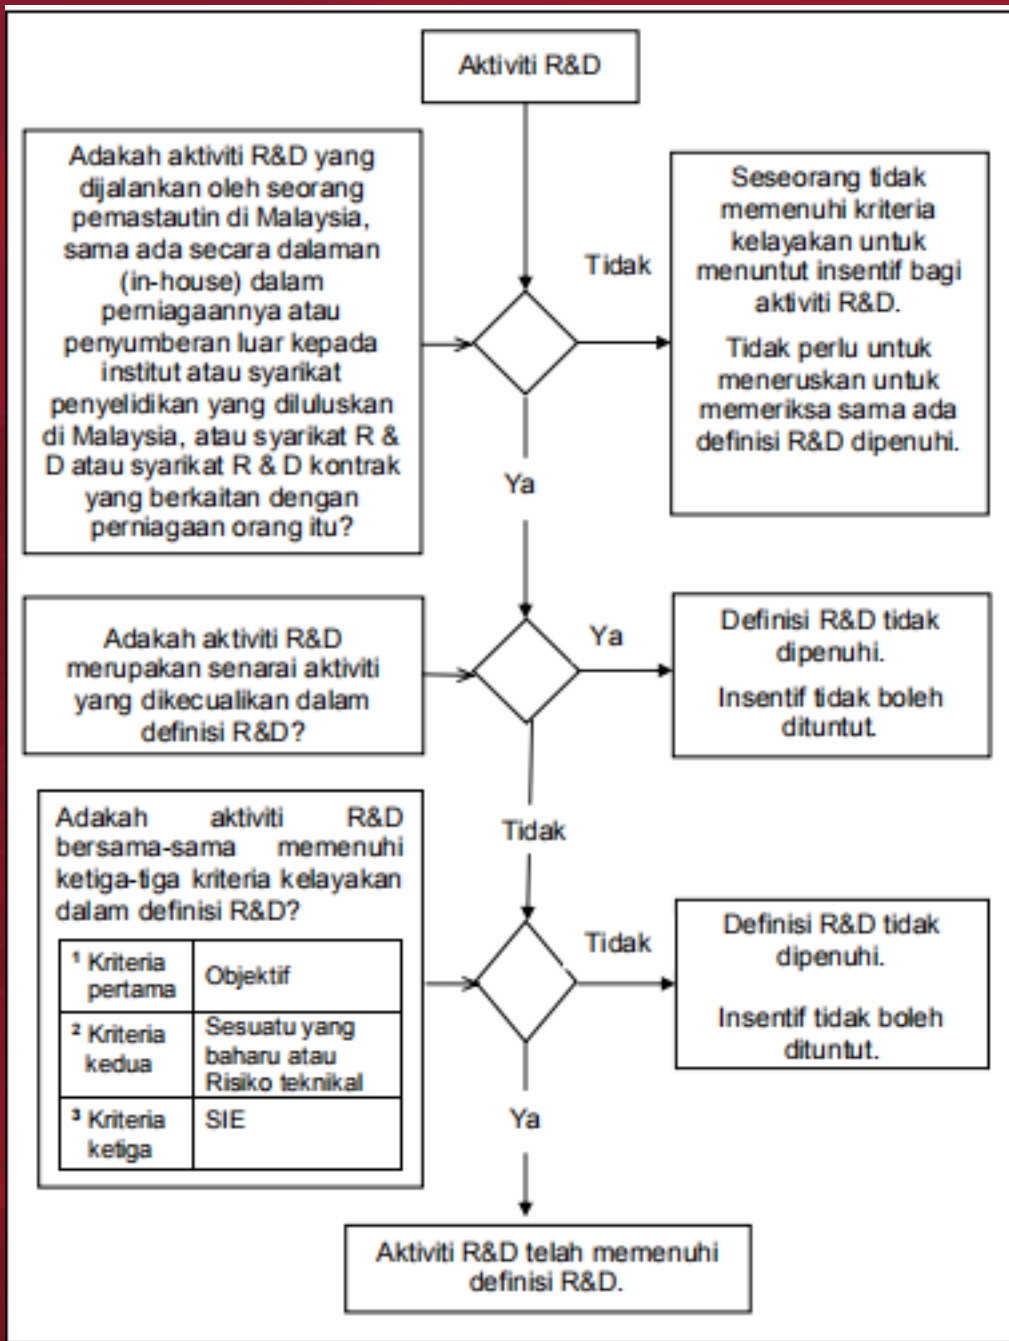 Aktiviti R&D
Adakah aktiviti R&D yang
dijalankan oleh seorang
pemastautin di Malaysia,
sama ada secara dalaman
(in-house) dalam
perniagaannya atau
penyumberan luar kepada
institut atau syarikat
penyelidikan yang diluluskan
di Malaysia, atau syarikat R &
D atau syarikat R & D kontrak
yang berkaitan dengan
perniagaan orang itu?
Tidak
Seseorang tidak
memenuhi kriteria
kelayakan untuk
menuntut insentif bagi
aktiviti R&D.
Tidak perlu untuk
meneruskan untuk
memeriksa sama ada
definisi R&D dipenuhi.
Ya
Adakah aktiviti R&D
merupakan senarai aktiviti
yang dikecualikan dalam
definisi R&D?
Ya
Definisi R&D tidak
dipenuhi.
Insentif tidak boleh
dituntut.
Tidak
Adakah aktiviti R&D
bersama-sama memenuhi
ketiga-tiga kriteria kelayakan
dalam definisi R&D?
¹ Kriteria
pertama
Objektif
² Kriteria
kedua
Sesuatu yang
baharu atau
Risiko teknikal
³ Kriteria
ketiga
SIE
Tidak
Definisi R&D tidak
dipenuhi.
Insentif tidak boleh
dituntut.
Ya
Aktiviti R&D telah memenuhi
definisi R&D.